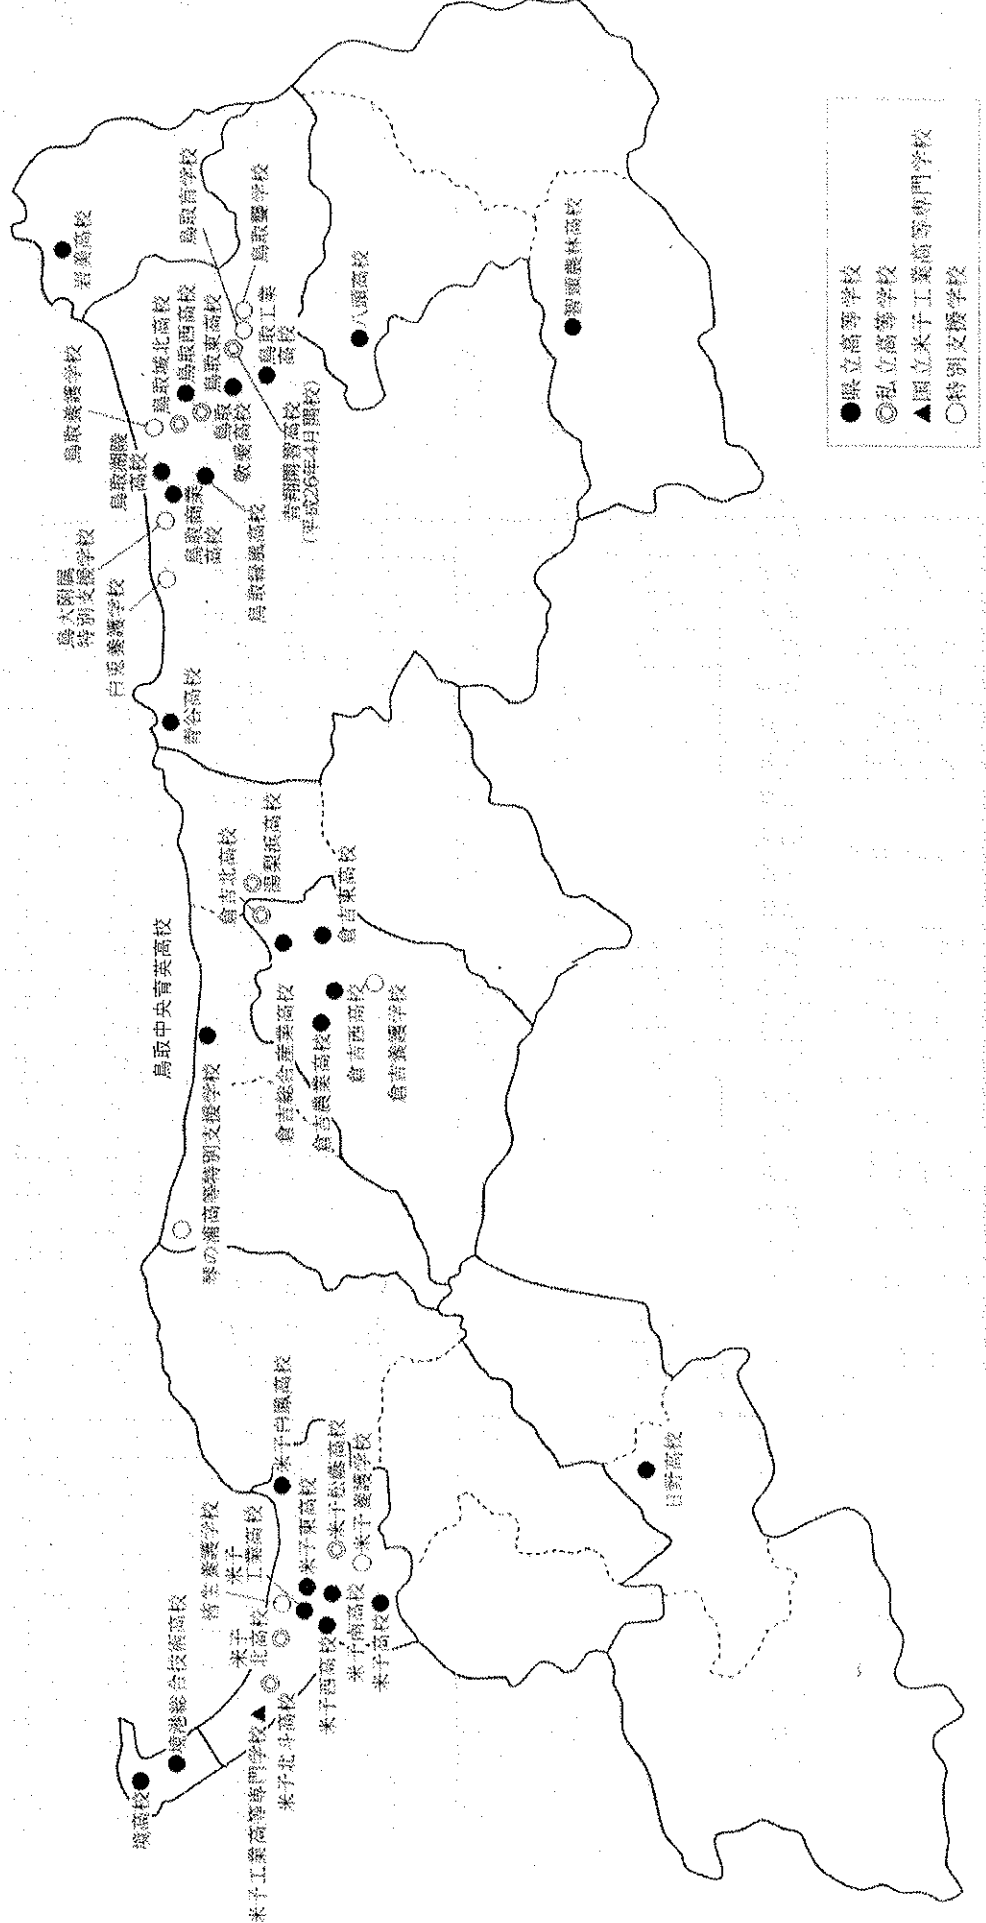 岩美高校
鳥取盲学校
鳥取聾学校
鳥取養護学校
鳥取城北高校
鳥取西高校
鳥取東高校
鳥取工業
高校
鳥取湖陵
高校
鳥取
敬愛高校
青翔開智高校
(平成26年4月開校)
鳥取商業
高校
鳥取緑風高校
鳥大附属
特別支援学校
白兎養護学校
青谷高校
八頭高校
智頭農林高校
倉吉北高校
湯梨浜高校
倉吉東高校
鳥取中央育英高校
倉吉総合産業高校
倉吉農業高校
倉吉西高校
倉吉養護学校
琴の浦高等特別支援学校
米子白鳳高校
米子東高校
米子松蔭高校
米子養護学校
皆生養護学校
米子
工業高校
米子
北高校
米子南高校
米子高校
米子西高校
米子北斗高校
米子工業高等専門学校
境港総合技術高校
境高校
日野高校
●県立高等学校
◎私立高等学校
▲国立米子工業高等専門学校
○特別支援学校